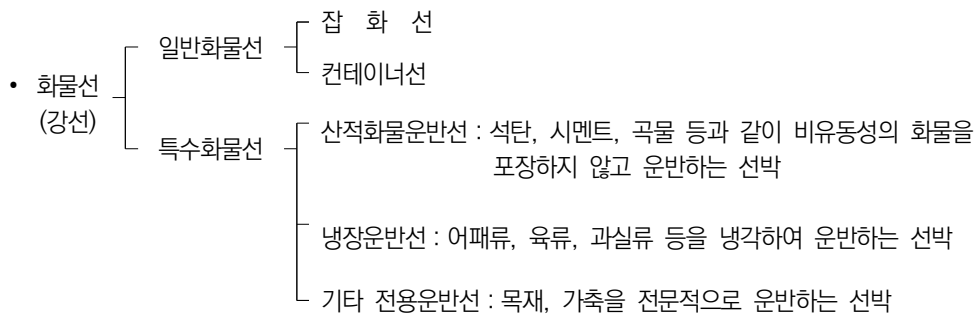 잡 화 선
일반화물선
컨테이너선
• 화물선
(강선)
특수화물선
산적화물운반선 : 석탄, 시멘트, 곡물 등과 같이 비유동성의 화물을
포장하지 않고 운반하는 선박
냉장운반선 : 어패류, 육류, 과실류 등을 냉각하여 운반하는 선박
기타 전용운반선 : 목재, 가축을 전문적으로 운반하는 선박